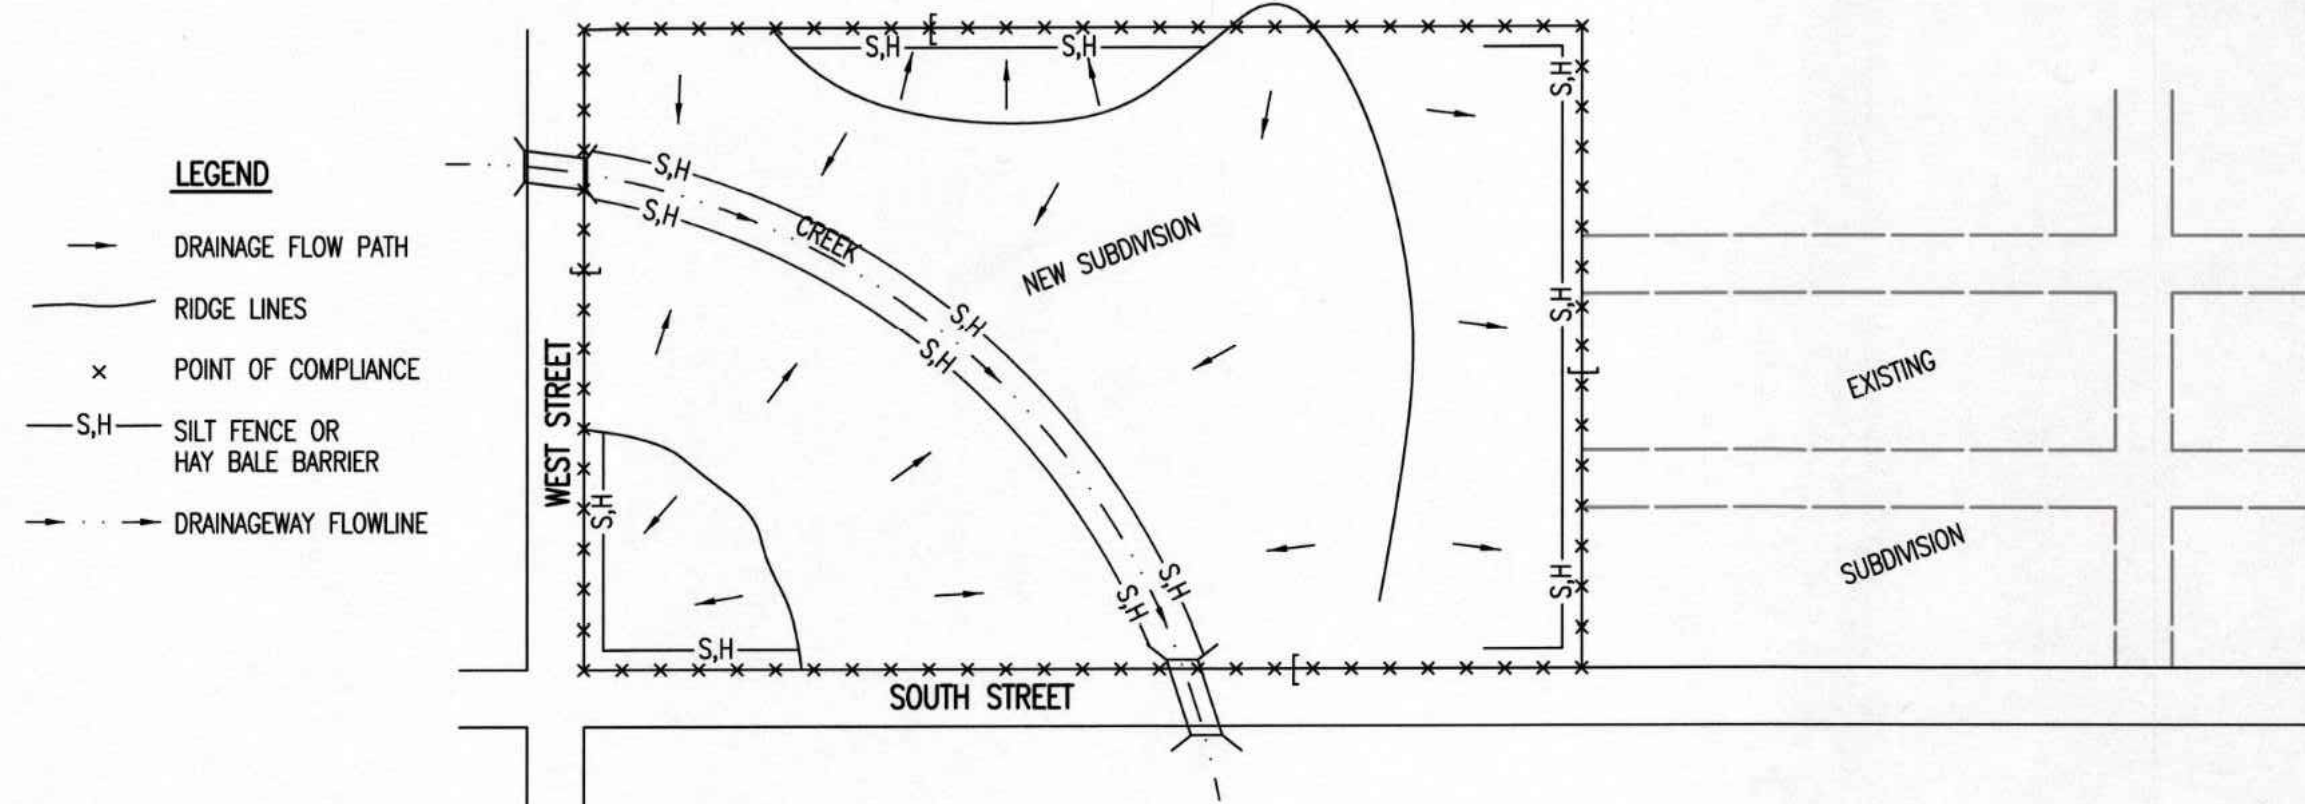 LEGEND
DRAINAGE FLOW PATH
RIDGE LINES
POINT OF COMPLIANCE
S,H
SILT FENCE OR
HAY BALE BARRIER
DRAINAGEWAY FLOWLINE
S,H
S,H
S,H
S,H
S,H
CREEK
NEW SUBDIVISION
S,H
S,H
S,H
WEST STREET
S,H
S,H
S,H
S,H
S,H
SOUTH STREET
EXISTING
SUBDIVISION